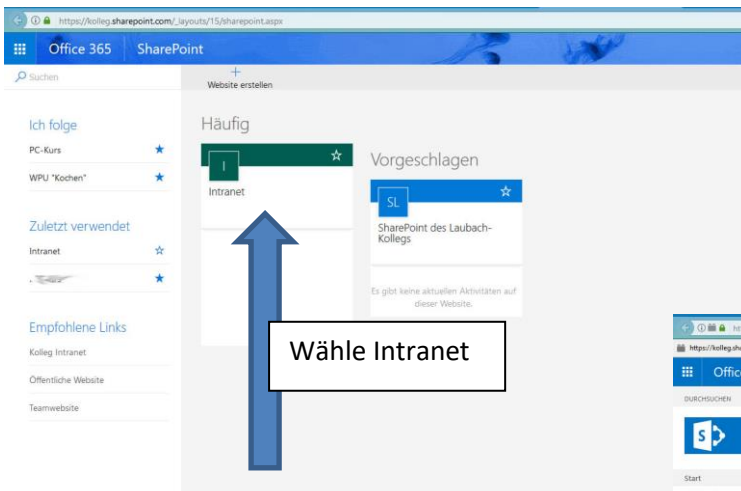 https://kolleg.sharepoint.com/_layouts/15/sharepoint.aspx
Office 365 SharePoint
Suchen
Website erstellen
Ich folge
PC-Kurs
WPU "Kochen"
Zuletzt verwendet
Intranet
Empfohlene Links
Kolleg Intranet
Öffentliche Website
Teamwebsite
Häufig
I
Intranet
Vorgeschlagen
SL
SharePoint des Laubach-
Kollegs
Es gibt keine aktuellen Aktivitäten auf
dieser Website.
Wähle Intranet
https://kolleg.sha
Offic
DURCHSUCHEN
S
Start